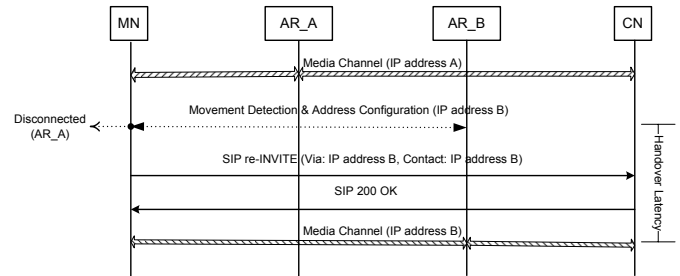 MN
AR_A
AR_B
CN
Media Channel (IP address A)
Movement Detection & Address Configuration (IP address B)
Disconnected
(AR_A)
SIP re-INVITE (Via: IP address B, Contact: IP address B)
SIP 200 OK
Media Channel (IP address B)
Handover Latency